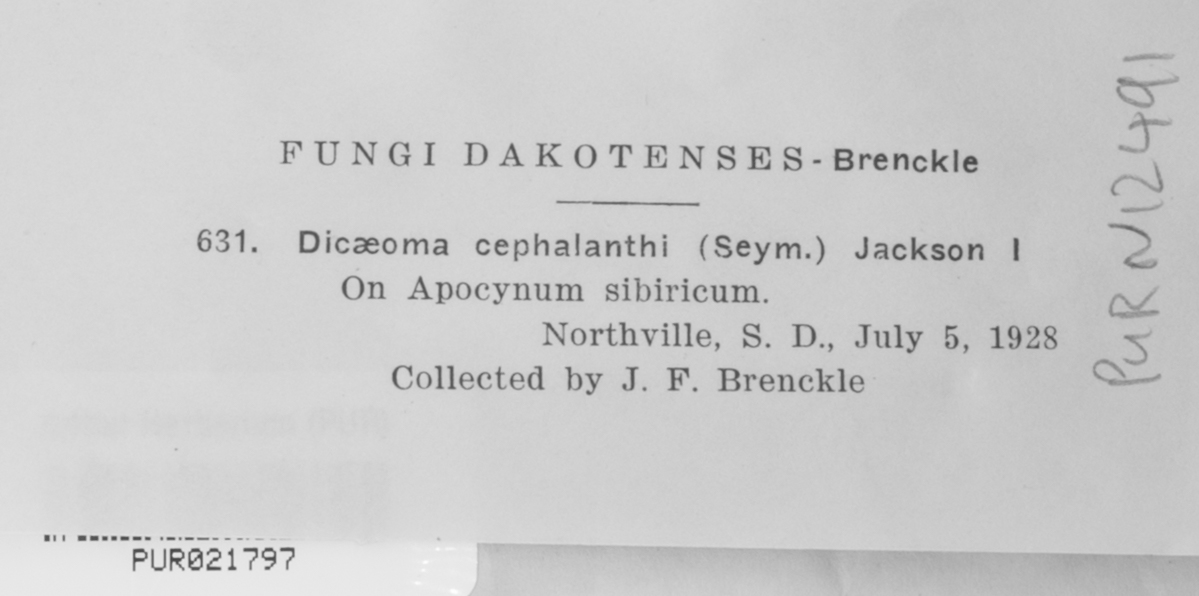 FUNGI DAKOTENSES - Brenckle
631. Dicæoma cephalanthi (Seym.) Jackson I
On Apocynum sibiricum.
Northville, S. D., July 5, 1928
Collected by J. F. Brenckle
PUR N12491
PUR021797